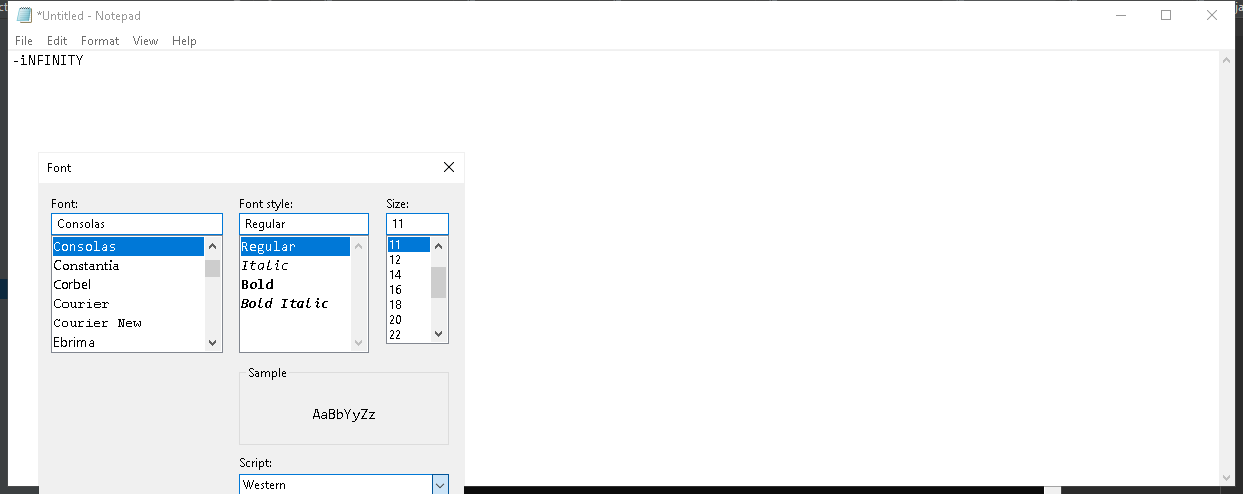 *Untitled - Notepad
File Edit Format View Help
-iNFINITY
Font
Font: Font style: Size:
Consolas Regular 11
Consolas Regular 11
Constantia Italic 12
Corbel Bold 14
Courier Bold Italic 16
Courier New 18
Ebrima 20
22
Sample
AaBbYyZz
Script:
Western